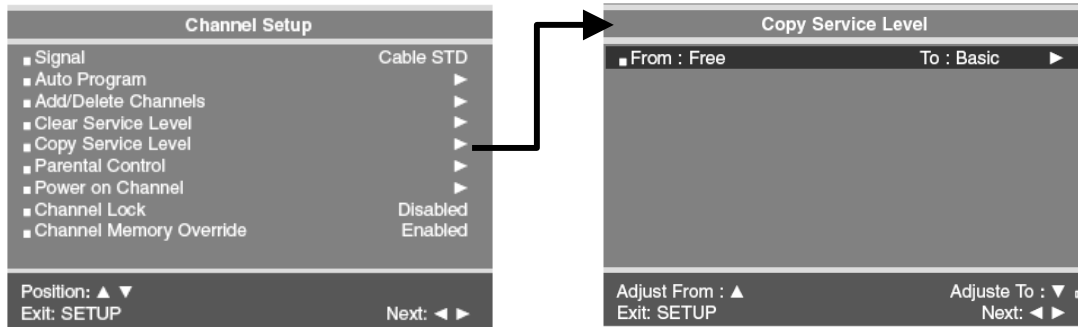 Channel Setup
Signal Cable STD
Auto Program ▶
Add/Delete Channels ▶
Clear Service Level ▶
Copy Service Level ▶
Parental Control ▶
Power on Channel ▶
Channel Lock Disabled
Channel Memory Override Enabled
Position: ▲ ▼
Exit: SETUP Next: ◀ ▶
Copy Service Level
From : Free To : Basic ▶
Adjust From : ▲ Adjuste To : ▼
Exit: SETUP Next: ◀ ▶